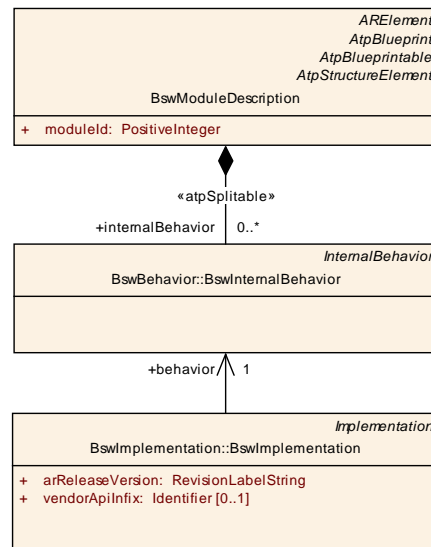 ARElement
AtpBlueprint
AtpBlueprintable
AtpStructureElement
BswModuleDescription
+ moduleId: PositiveInteger
«atpSplitable»
+internalBehavior 0..*
InternalBehavior
BswBehavior::BswInternalBehavior
+behavior 1
Implementation
BswImplementation::BswImplementation
+ arReleaseVersion: RevisionLabelString
+ vendorApiInfix: Identifier [0..1]